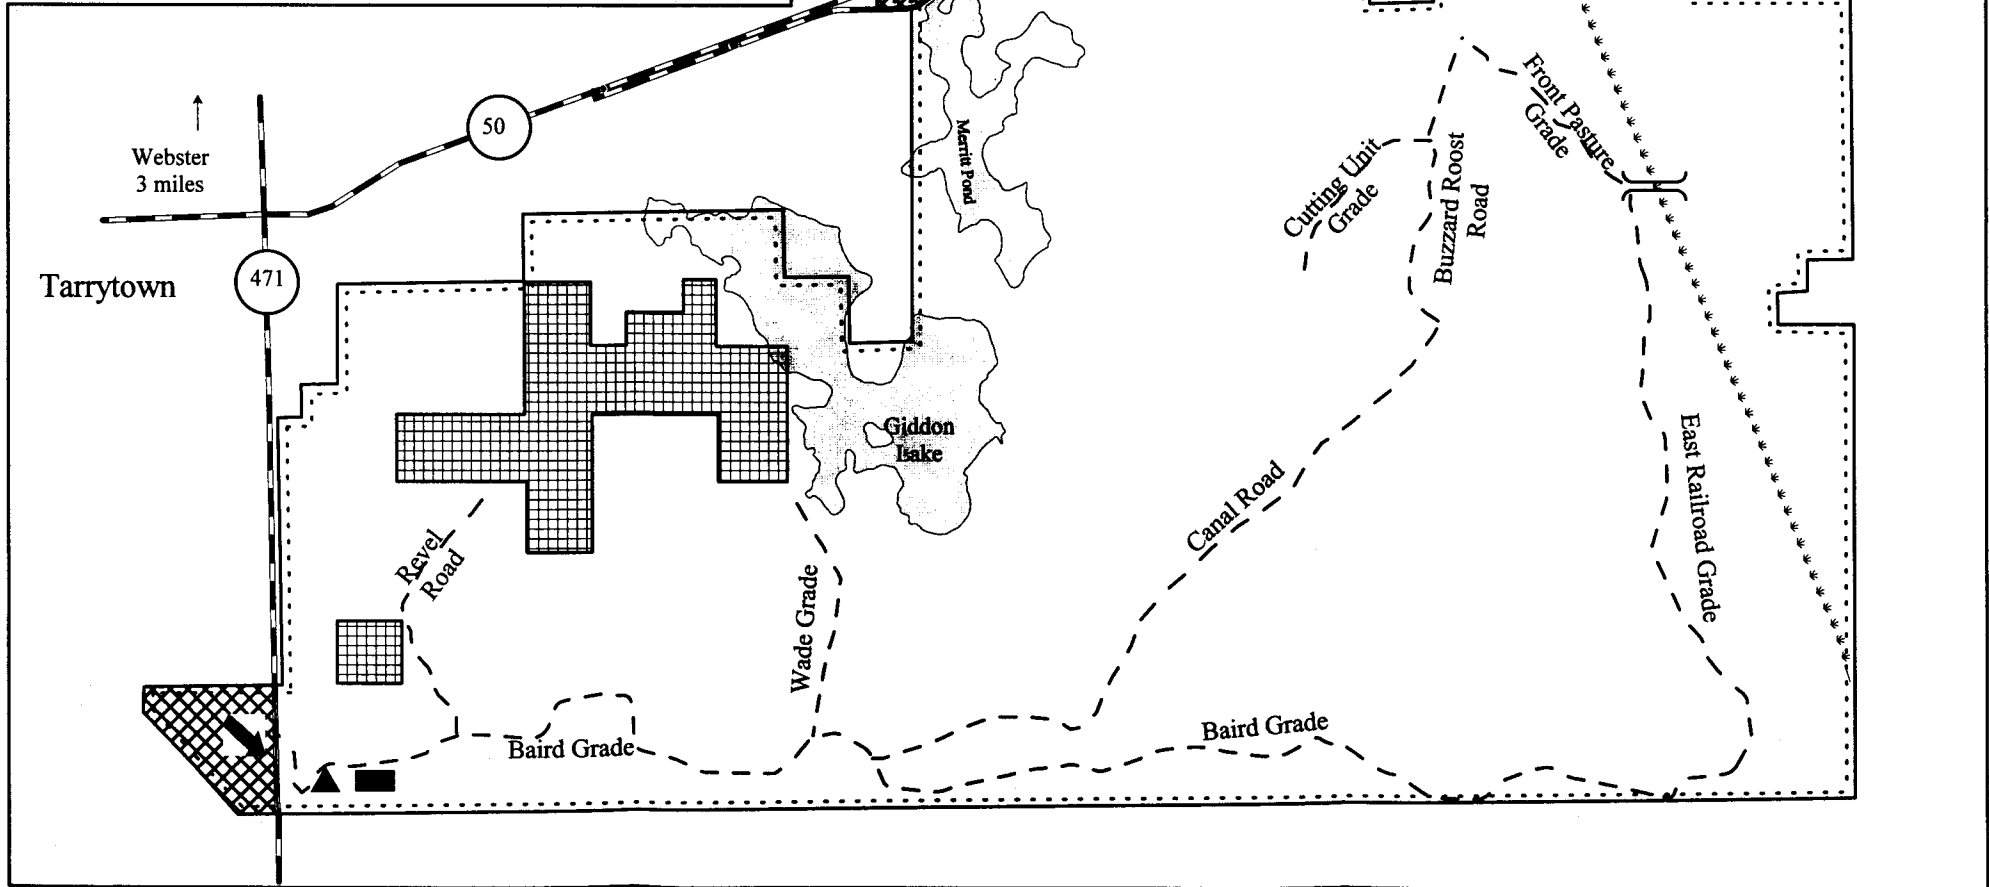 50
Webster
3 miles
471
Tarrytown
Merritt Pond
Giddon
Lake
Front Pasture
Grade
Cutting Unit
Grade
Buzzard Roost
Road
East Railroad Grade
Canal Road
Revel
Road
Wade Grade
Baird Grade
Baird Grade